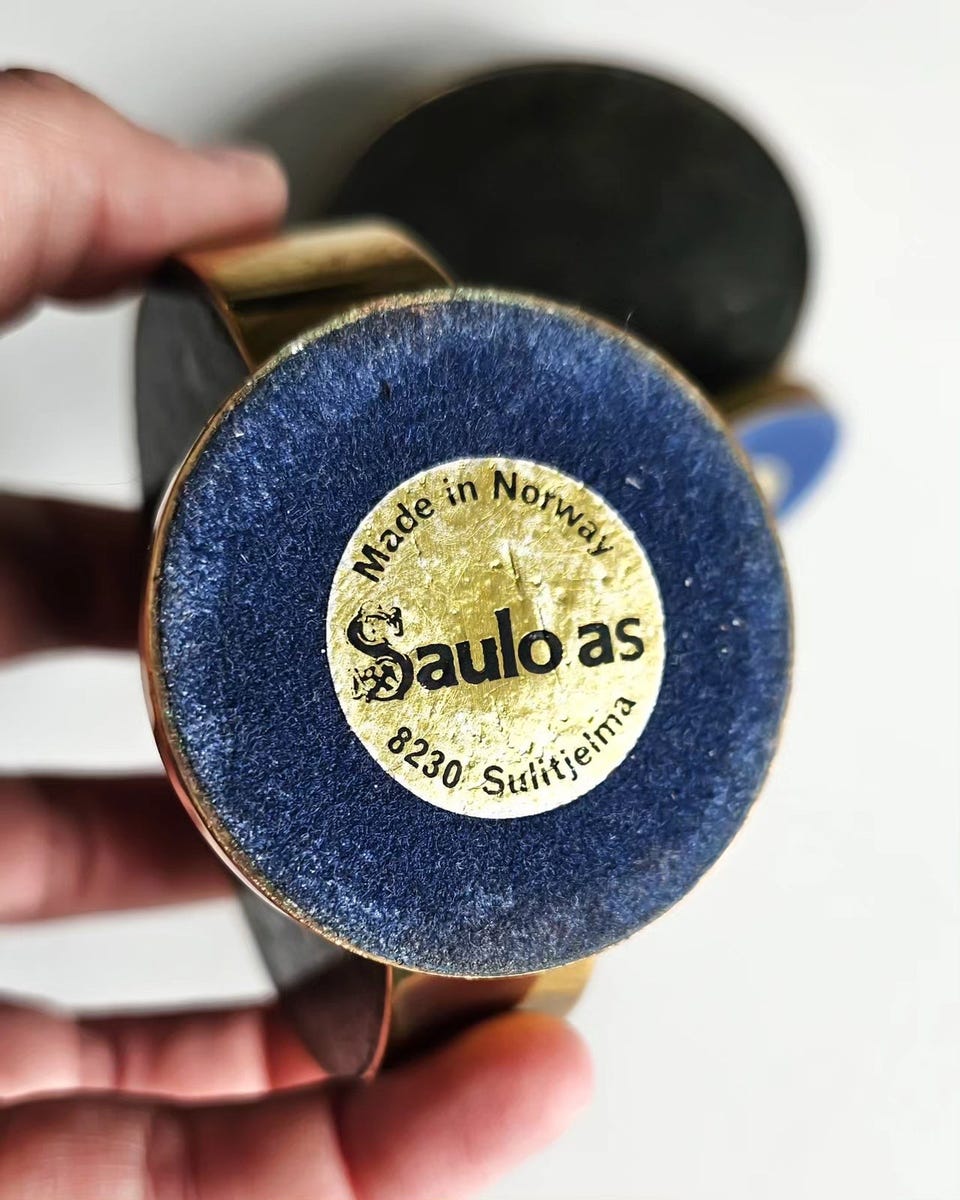 Made in Norway
Saulo as
8230 Sulitjelma